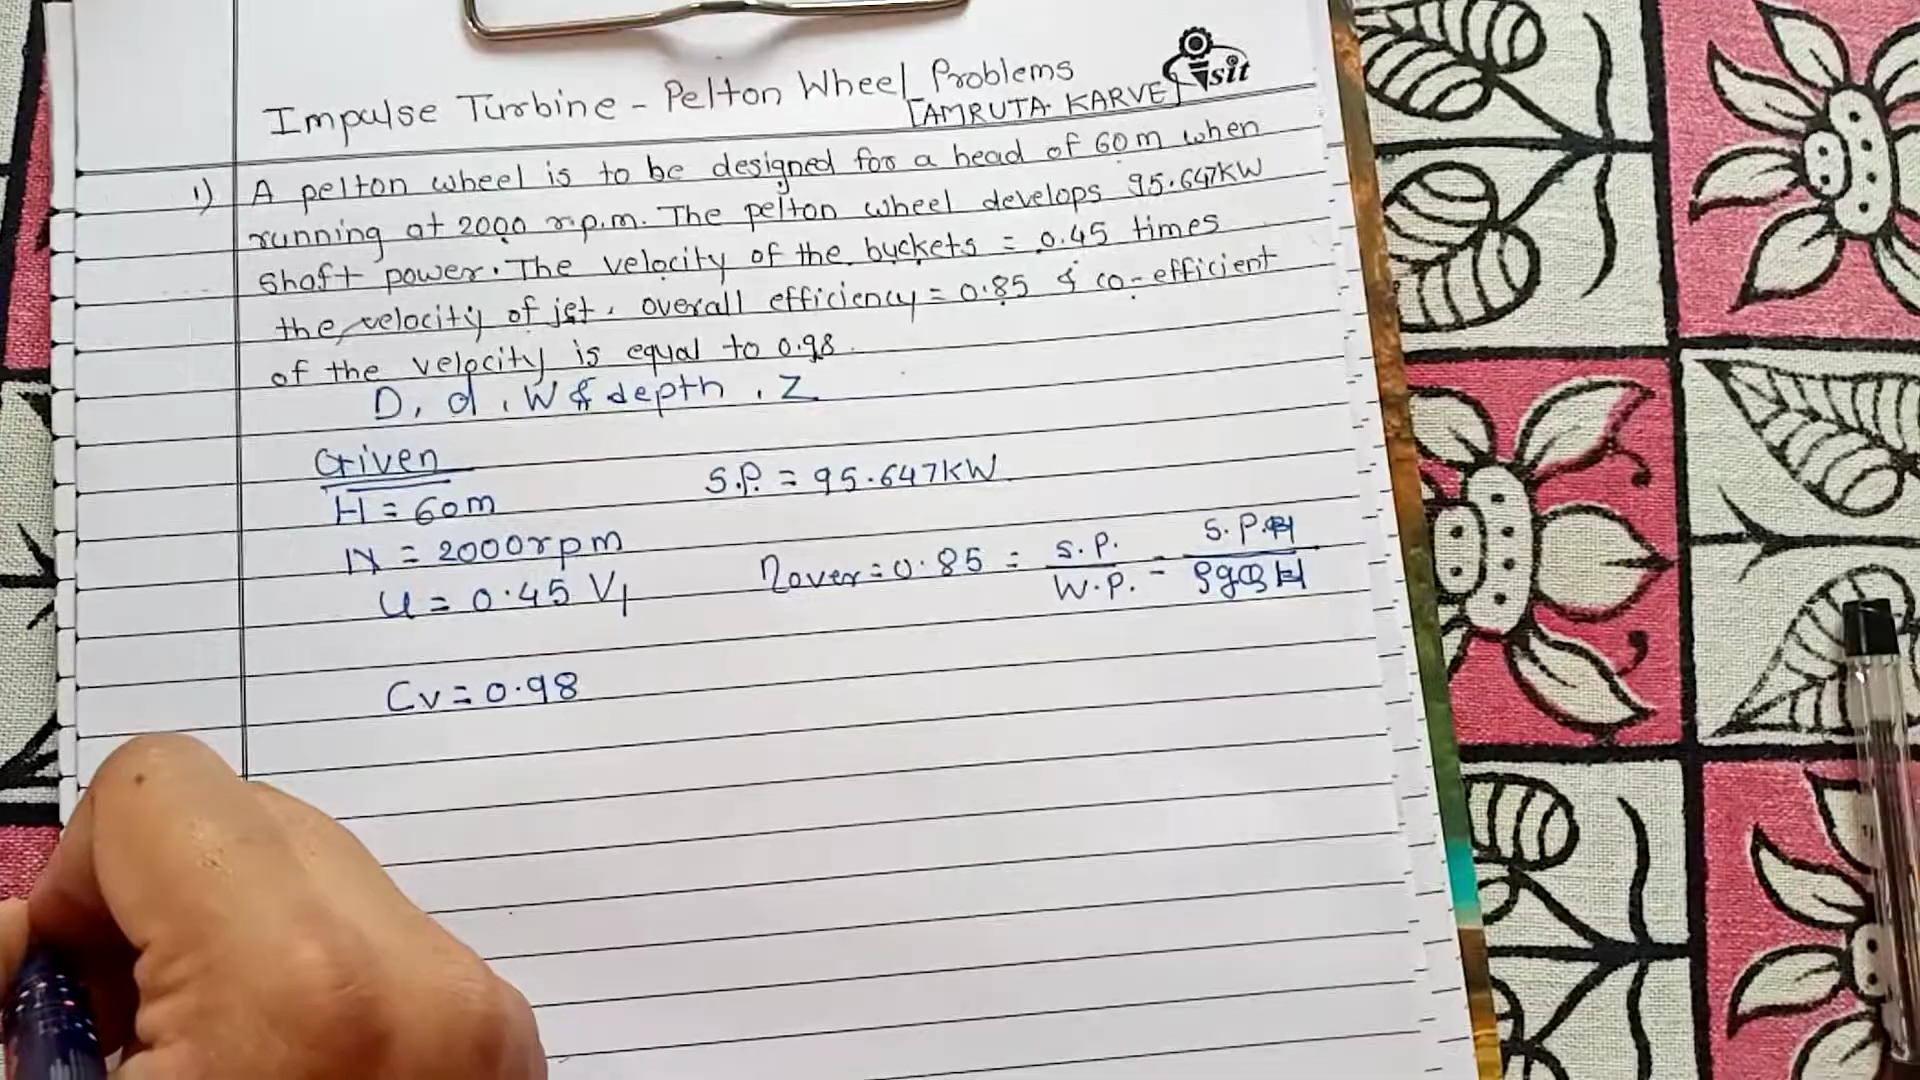 Impulse Turbine - Pelton Wheel Problems
[AMRUTA KARVE]
isit
1) A pelton wheel is to be designed for a head of 60m when
running at 2000 r.p.m. The pelton wheel develops 95.647KW
shaft power. The velocity of the buckets = 0.45 times
the velocity of jet, overall efficiency = 0.85 & co-efficient
of the velocity is equal to 0.98.
D, d, W & depth, Z
Given
H = 60m
S.P. = 95.647KW
N = 2000rpm
ηover = 0.85 = S.P. / W.P. = S.P. / ρgQH
u = 0.45 V1
Cv = 0.98